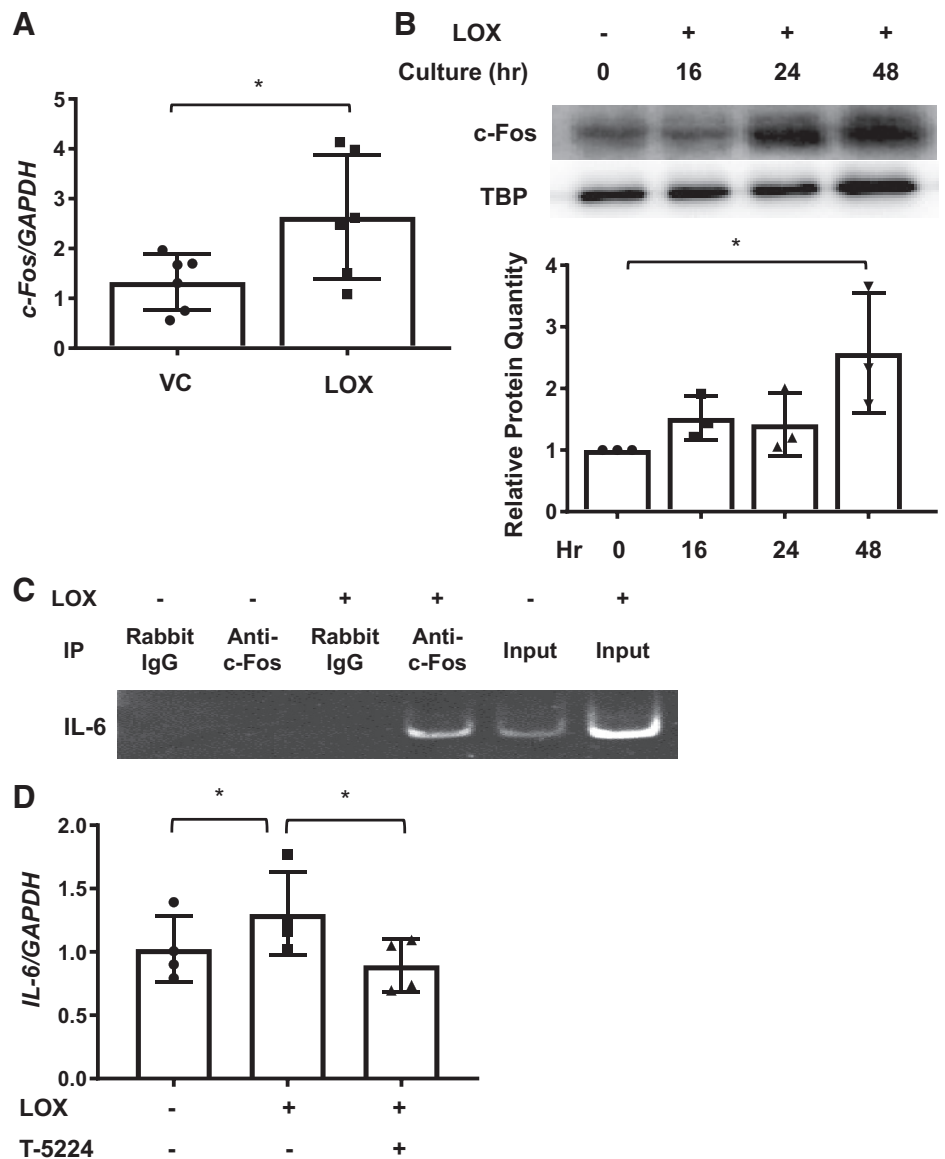 A
*
5
4
3
2
1
0
c-Fos/GAPDH
VC LOX
B
LOX - + + +
Culture (hr) 0 16 24 48
c-Fos
TBP
*
4
3
2
1
0
Relative Protein Quantity
Hr 0 16 24 48
C
LOX - - + + - +
IP Rabbit IgG Anti-c-Fos Rabbit IgG Anti-c-Fos Input Input
IL-6
D
* *
2.0
1.5
1.0
0.5
0.0
IL-6/GAPDH
LOX - + +
T-5224 - - +